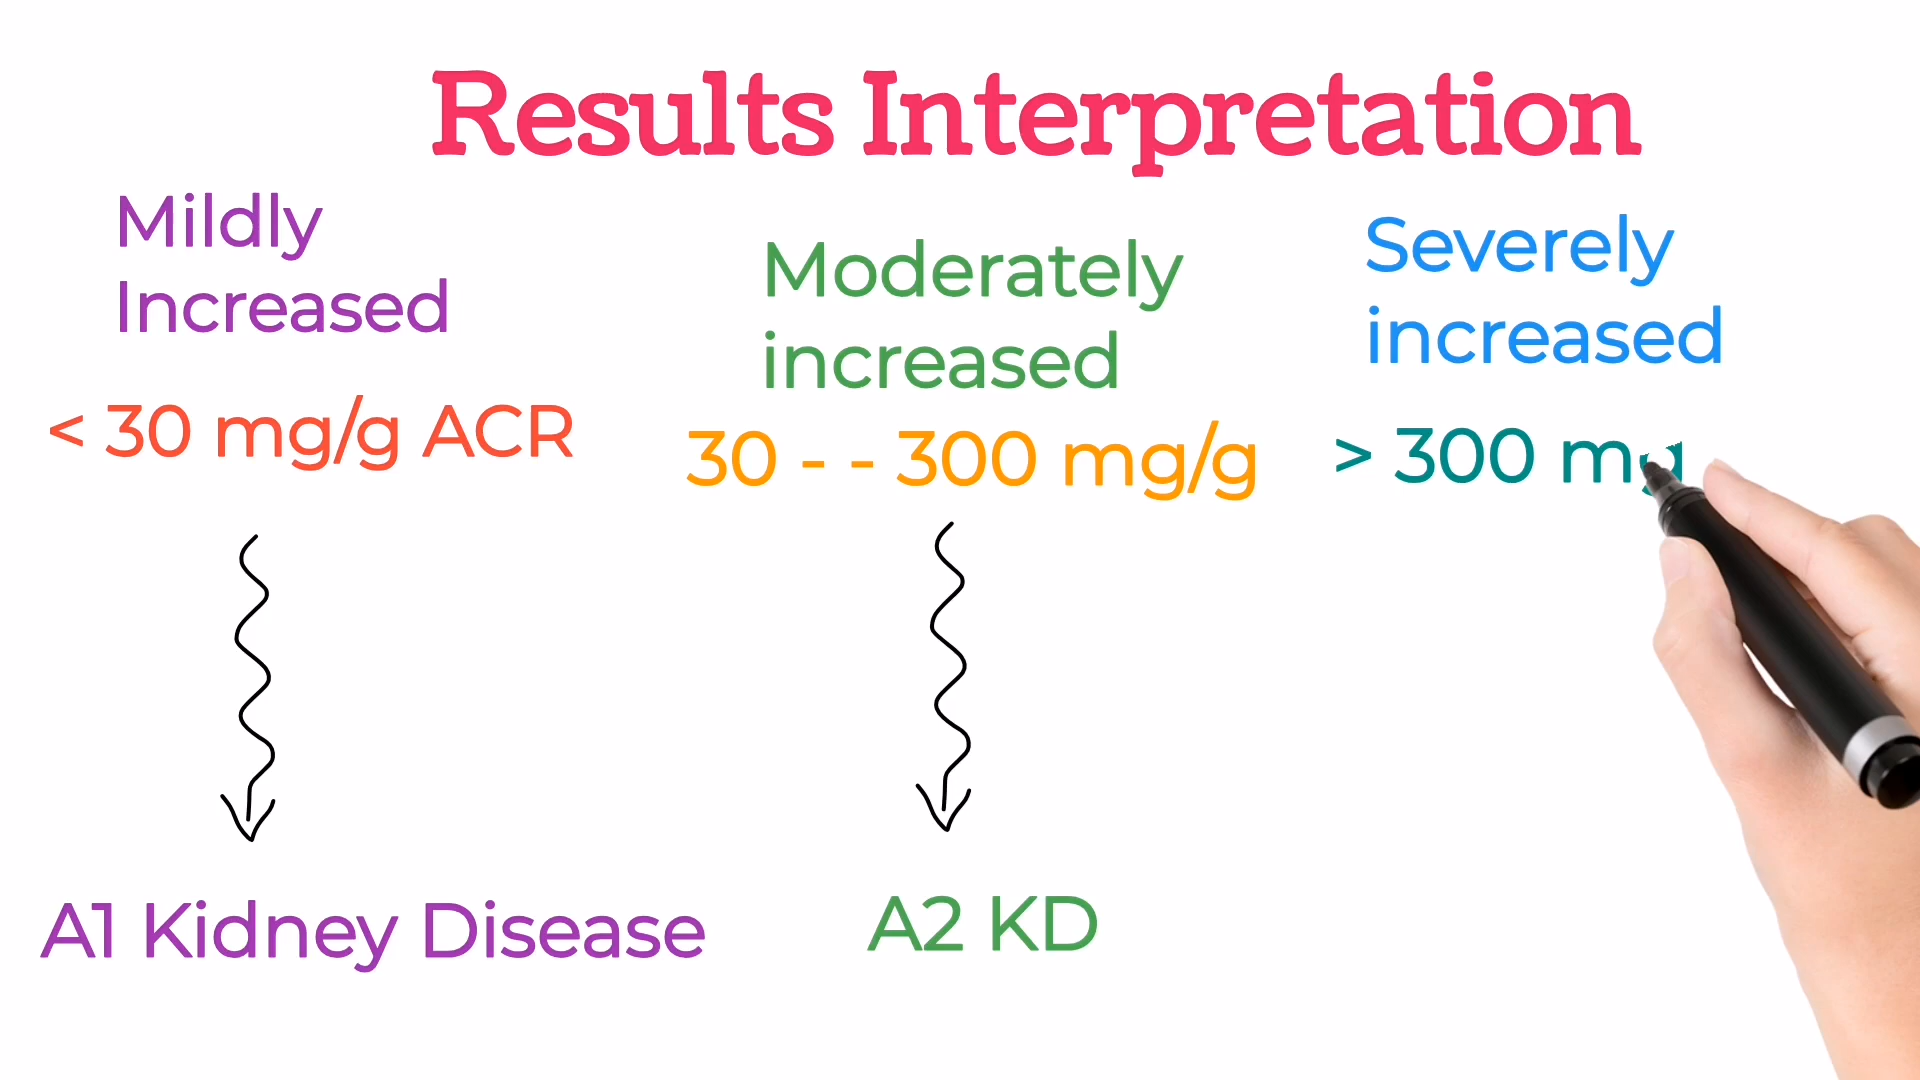 Results Interpretation
Mildly
Increased
< 30 mg/g ACR
A1 Kidney Disease
Moderately
increased
30 - - 300 mg/g
A2 KD
Severely
increased
> 300 mg